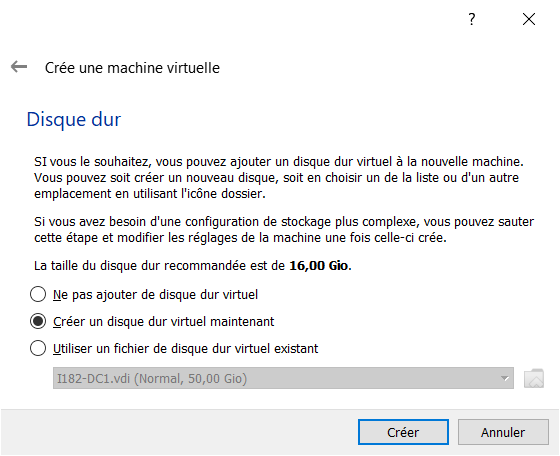 ?
Crée une machine virtuelle
Disque dur
SI vous le souhaitez, vous pouvez ajouter un disque dur virtuel à la nouvelle machine.
Vous pouvez soit créer un nouveau disque, soit en choisir un de la liste ou d'un autre
emplacement en utilisant l'icône dossier.
Si vous avez besoin d'une configuration de stockage plus complexe, vous pouvez sauter
cette étape et modifier les réglages de la machine une fois celle-ci crée.
La taille du disque dur recommandée est de 16,00 Gio.
Ne pas ajouter de disque dur virtuel
Créer un disque dur virtuel maintenant
Utiliser un fichier de disque dur virtuel existant
I182-DC1.vdi (Normal, 50,00 Gio)
Créer
Annuler